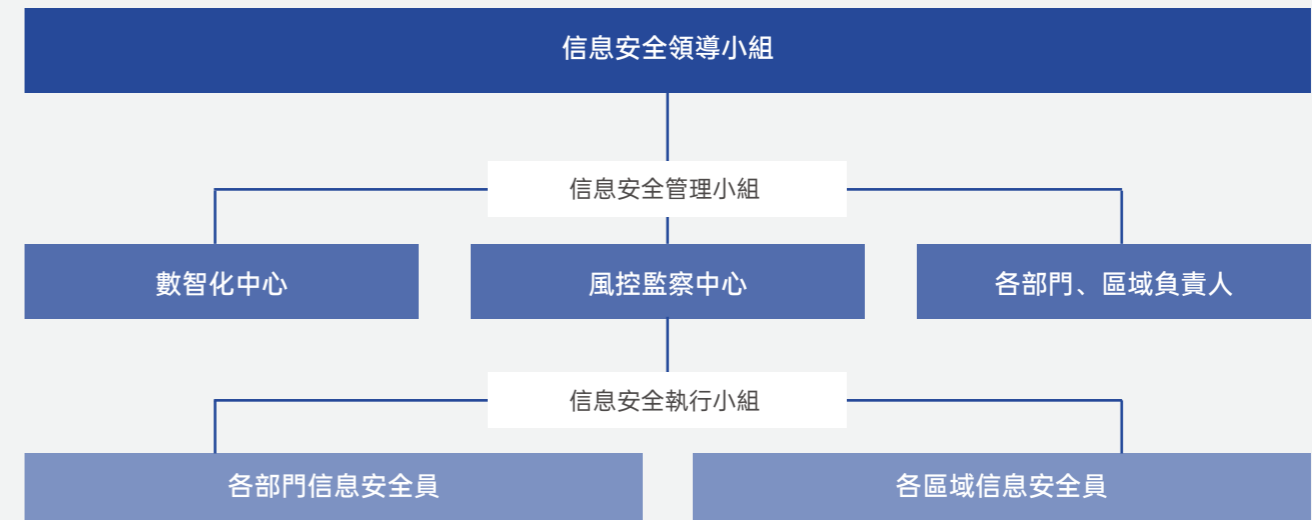 信息安全領導小組
信息安全管理小組
數智化中心
風控監察中心
各部門、區域負責人
信息安全執行小組
各部門信息安全員
各區域信息安全員